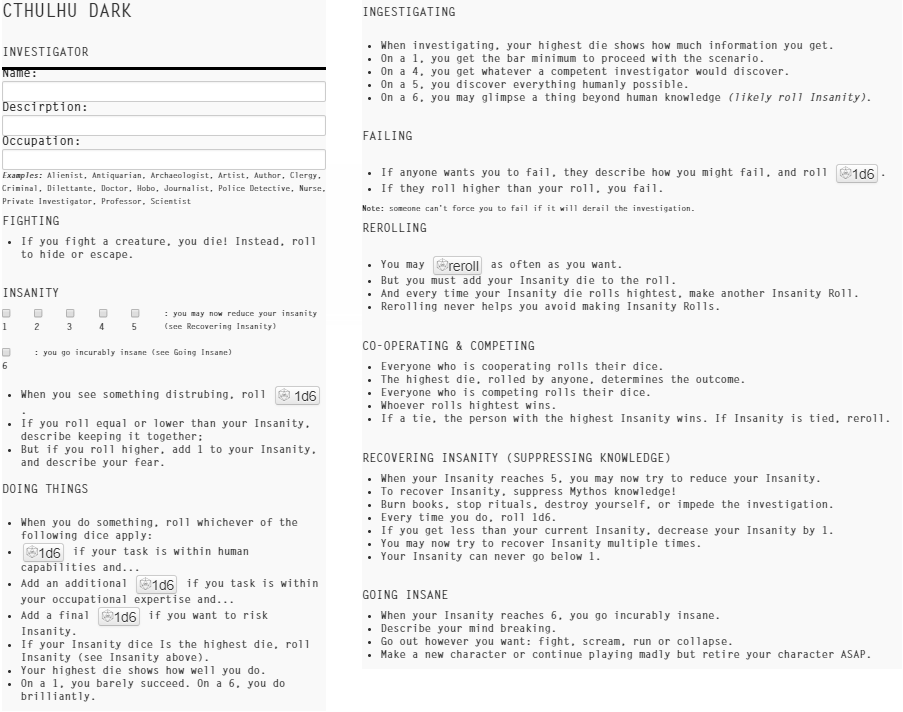 CTHULHU DARK
INVESTIGATOR
Name:
Descirption:
Occupation:
Examples: Alienist, Antiquarian, Archaeologist, Artist, Author, Clergy,
Criminal, Dilettante, Doctor, Hobo, Journalist, Police Detective, Nurse,
Private Investigator, Professor, Scientist
FIGHTING
• If you fight a creature, you die! Instead, roll
to hide or escape.
INSANITY
: you may now reduce your insanity
1 2 3 4 5 (see Recovering Insanity)
: you go incurably insane (see Going Insane)
6
• When you see something distrubing, roll 1d6
.
• If you roll equal or lower than your Insanity,
describe keeping it together;
• But if you roll higher, add 1 to your Insanity,
and describe your fear.
DOING THINGS
• When you do something, roll whichever of the
following dice apply:
• 1d6 if your task is within human
capabilities and...
• Add an additional 1d6 if you task is within
your occupational expertise and...
• Add a final 1d6 if you want to risk
Insanity.
• If your Insanity dice Is the highest die, roll
Insanity (see Insanity above).
• Your highest die shows how well you do.
• On a 1, you barely succeed. On a 6, you do
brilliantly.
INGESTIGATING
• When investigating, your highest die shows how much information you get.
• On a 1, you get the bar minimum to proceed with the scenario.
• On a 4, you get whatever a competent investigator would discover.
• On a 5, you discover everything humanly possible.
• On a 6, you may glimpse a thing beyond human knowledge (likely roll Insanity).
FAILING
• If anyone wants you to fail, they describe how you might fail, and roll 1d6 .
• If they roll higher than your roll, you fail.
Note: someone can't force you to fail if it will derail the investigation.
REROLLING
• You may reroll as often as you want.
• But you must add your Insanity die to the roll.
• And every time your Insanity die rolls hightest, make another Insanity Roll.
• Rerolling never helps you avoid making Insanity Rolls.
CO-OPERATING & COMPETING
• Everyone who is cooperating rolls their dice.
• The highest die, rolled by anyone, determines the outcome.
• Everyone who is competing rolls their dice.
• Whoever rolls hightest wins.
• If a tie, the person with the highest Insanity wins. If Insanity is tied, reroll.
RECOVERING INSANITY (SUPPRESSING KNOWLEDGE)
• When your Insanity reaches 5, you may now try to reduce your Insanity.
• To recover Insanity, suppress Mythos knowledge!
• Burn books, stop rituals, destroy yourself, or impede the investigation.
• Every time you do, roll 1d6.
• If you get less than your current Insanity, decrease your Insanity by 1.
• You may now try to recover Insanity multiple times.
• Your Insanity can never go below 1.
GOING INSANE
• When your Insanity reaches 6, you go incurably insane.
• Describe your mind breaking.
• Go out however you want: fight, scream, run or collapse.
• Make a new character or continue playing madly but retire your character ASAP.